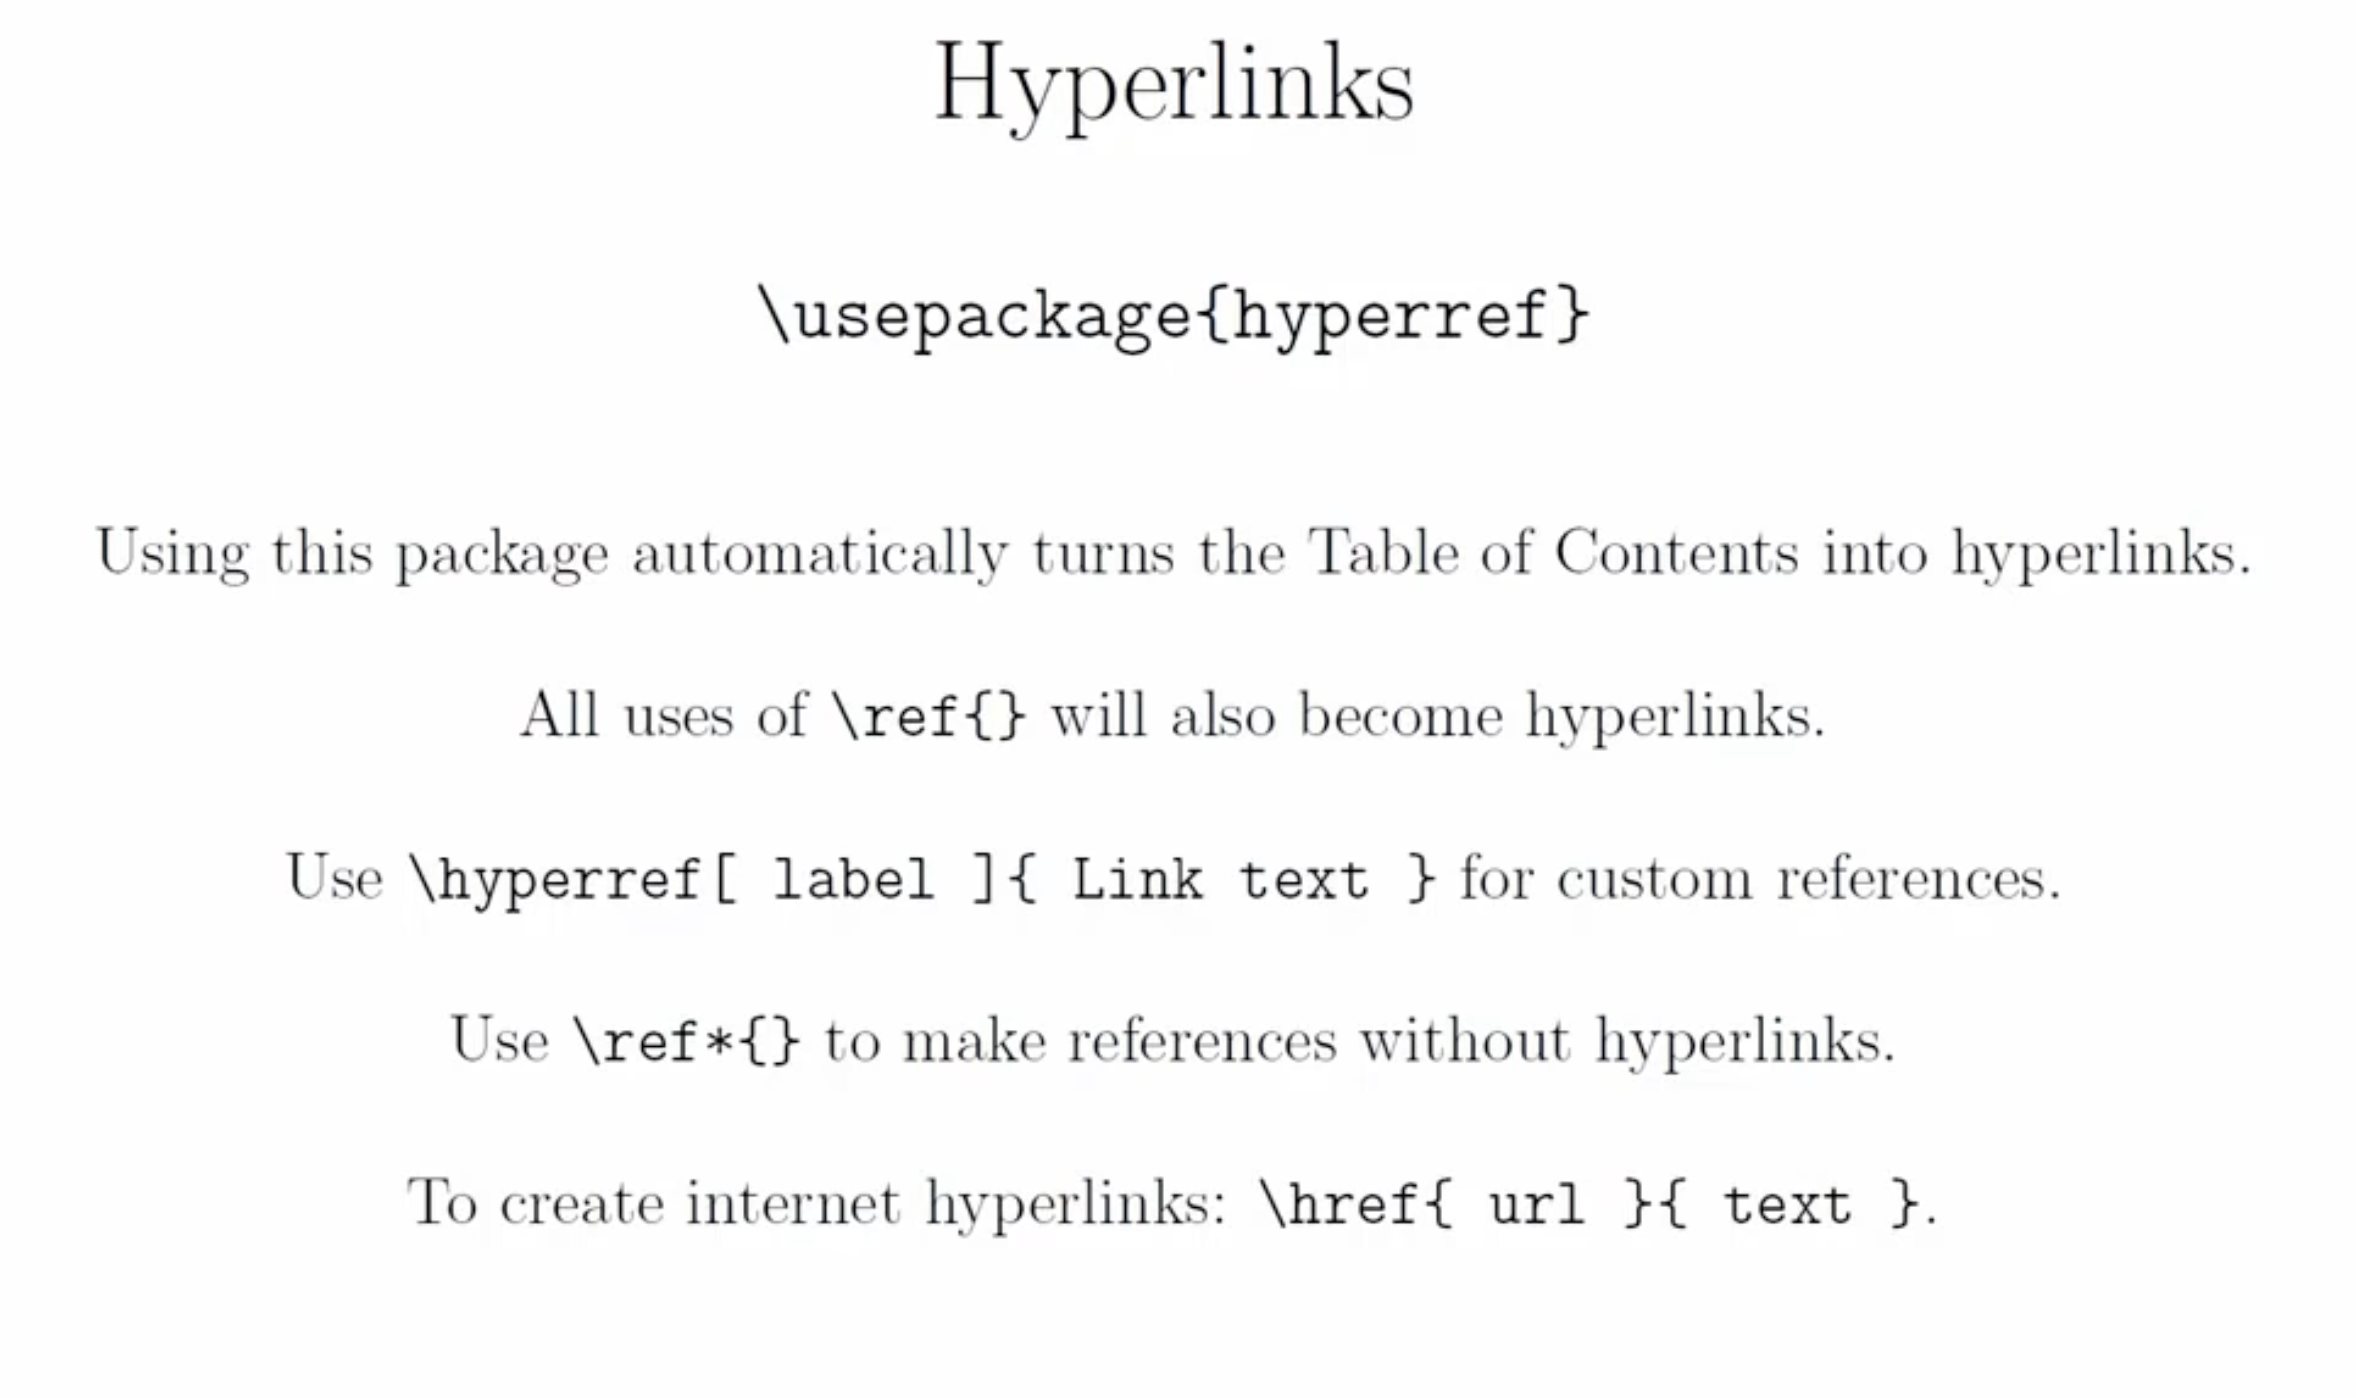 Hyperlinks
\usepackage{hyperref}
Using this package automatically turns the Table of Contents into hyperlinks.
All uses of \ref{} will also become hyperlinks.
Use \hyperref[ label ]{ Link text } for custom references.
Use \ref*{} to make references without hyperlinks.
To create internet hyperlinks: \href{ url }{ text }.